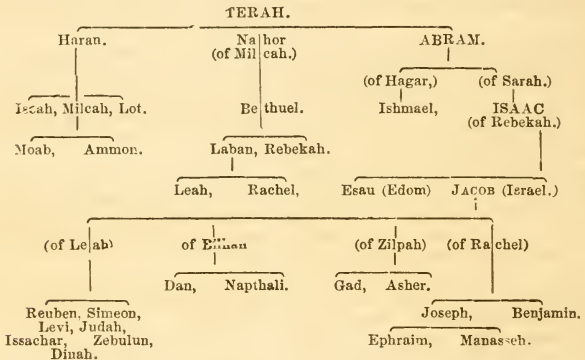 TERAH.
Haran. Nahor ABRAM.
(of Milcah.)
(of Hagar,) (of Sarah.)
Iscah, Milcah, Lot. Bethuel. Ishmael, ISAAC
(of Rebekah.)
Moab, Ammon. Laban, Rebekah.
Leah, Rachel, Esau (Edom) JACOB (Israel.)
(of Leah) of (of Zilpah) (of Rachel)
Dan, Napthali. Gad, Asher.
Reuben, Simeon, Joseph, Benjamin.
Levi, Judah,
Issachar, Zebulun, Ephraim, Manasseh.
Dinah.